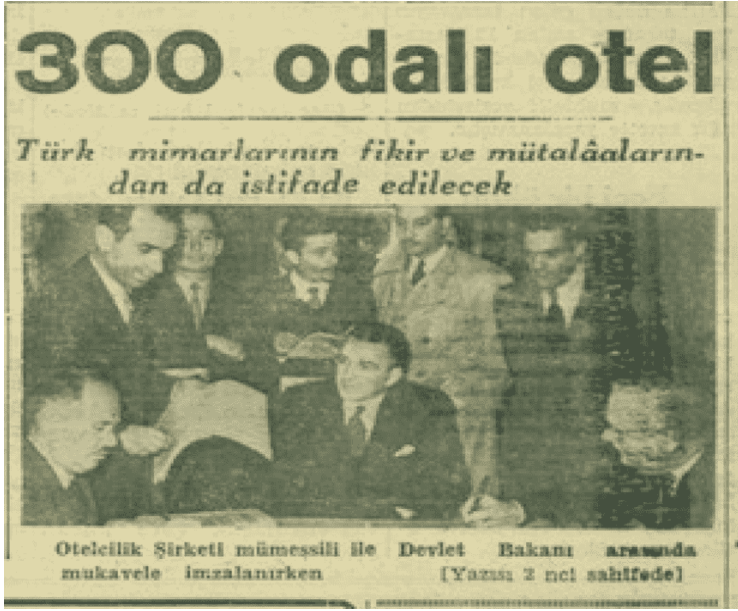 300 odalı otel
Türk mimarlarının fikir ve mütalâaların-
dan da istifade edilecek
Otelcilik Şirketi mümessili ile Devlet Bakanı arasında
mukavele imzalanırken [Yazısı 2 nci sahifede]